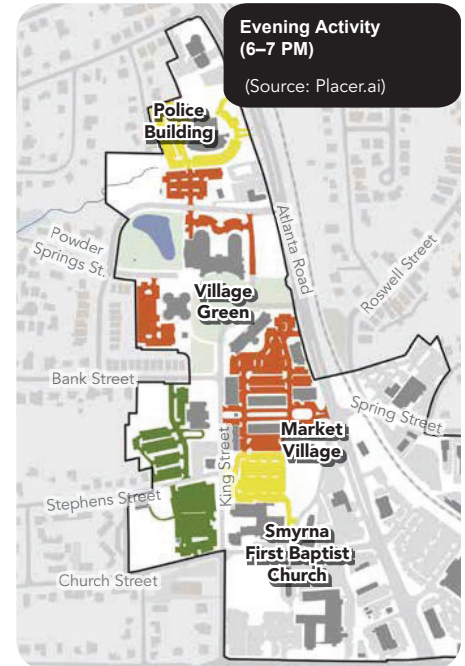 Evening Activity
(6–7 PM)
(Source: Placer.ai)
Police
Building
Atlanta Road
Powder
Springs St.
Roswell Street
Village
Green
Bank Street
Spring Street
King Street
Market
Village
Stephens Street
Smyrna
First Baptist
Church
Church Street